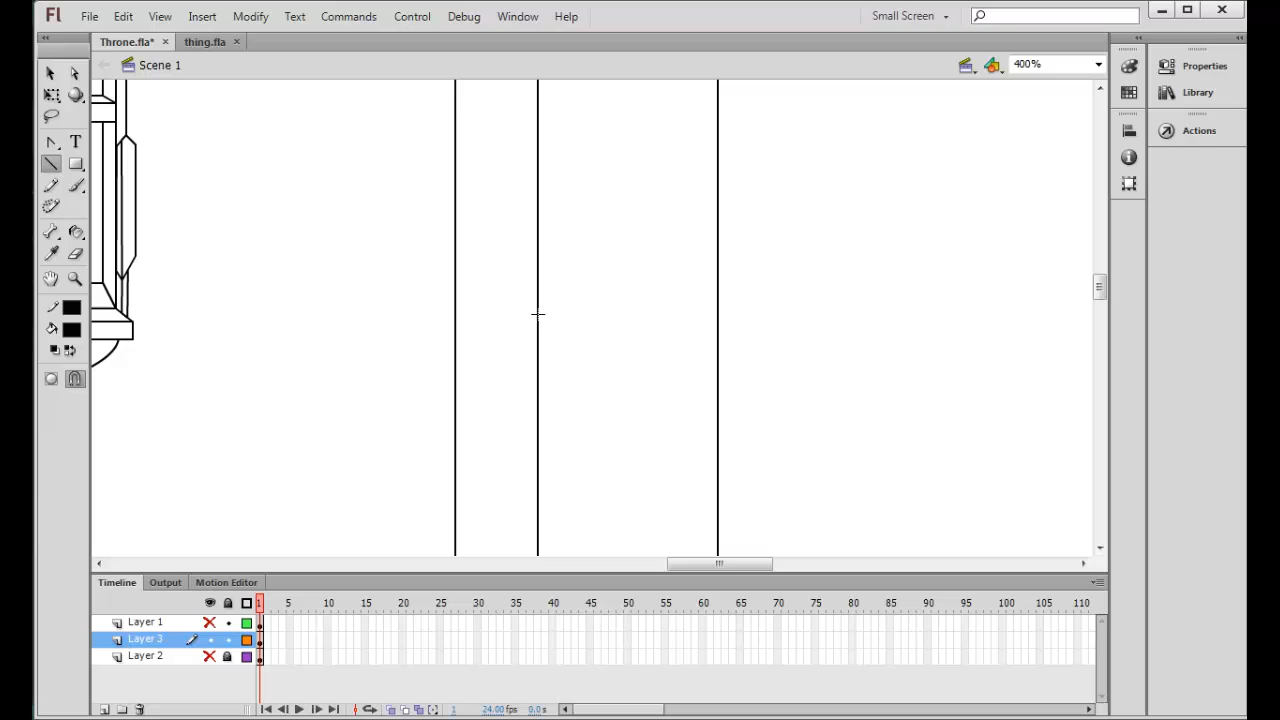 Fl File Edit View Insert Modify Text Commands Control Debug Window Help Small Screen
Throne.fla* × thing.fla ×
Scene 1 400%
Properties
Library
Actions
T
Timeline Output Motion Editor
1 5 10 15 20 25 30 35 40 45 50 55 60 65 70 75 80 85 90 95 100 105 110
Layer 1
Layer 3
Layer 2
1 24.00 fps 0.0 s